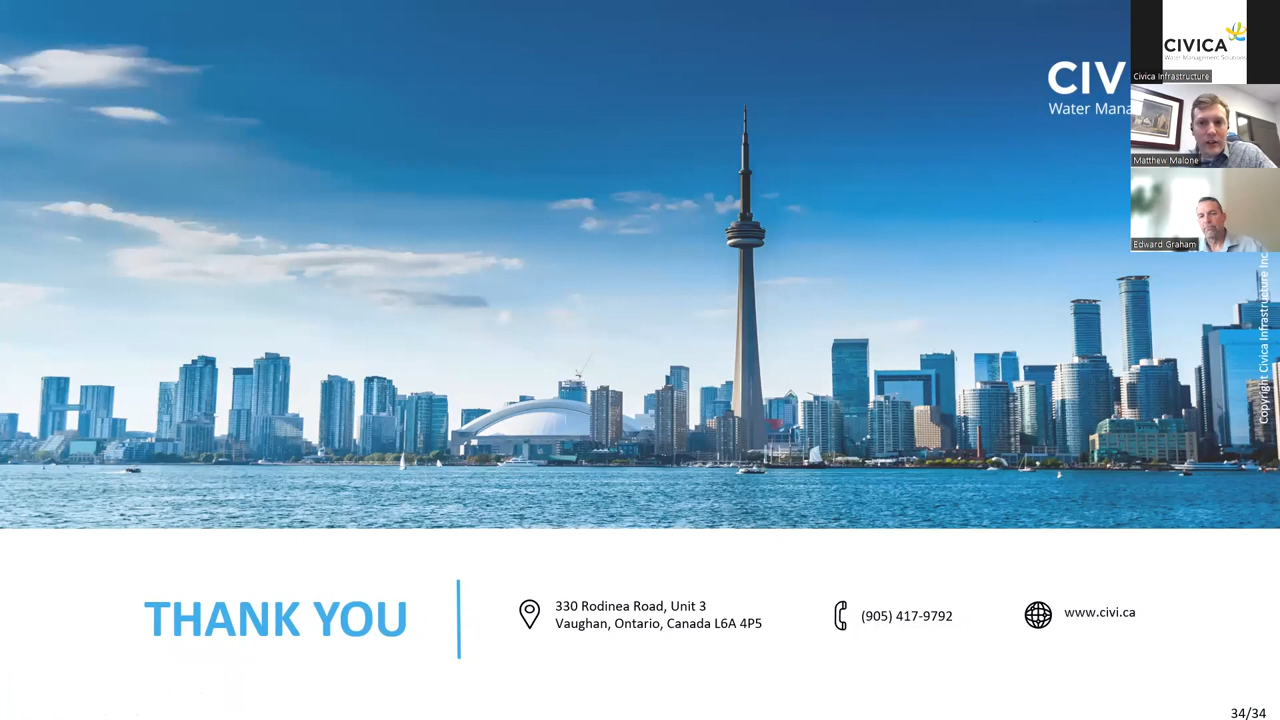 CIV
Water Mana
CIVICA
Water Management Solutions
Civica Infrastructure
Matthew Malone
Edward Graham
Copyright Civica Infrastructure Inc
THANK YOU
330 Rodinea Road, Unit 3
Vaughan, Ontario, Canada L6A 4P5
(905) 417-9792
www.civi.ca
34/34